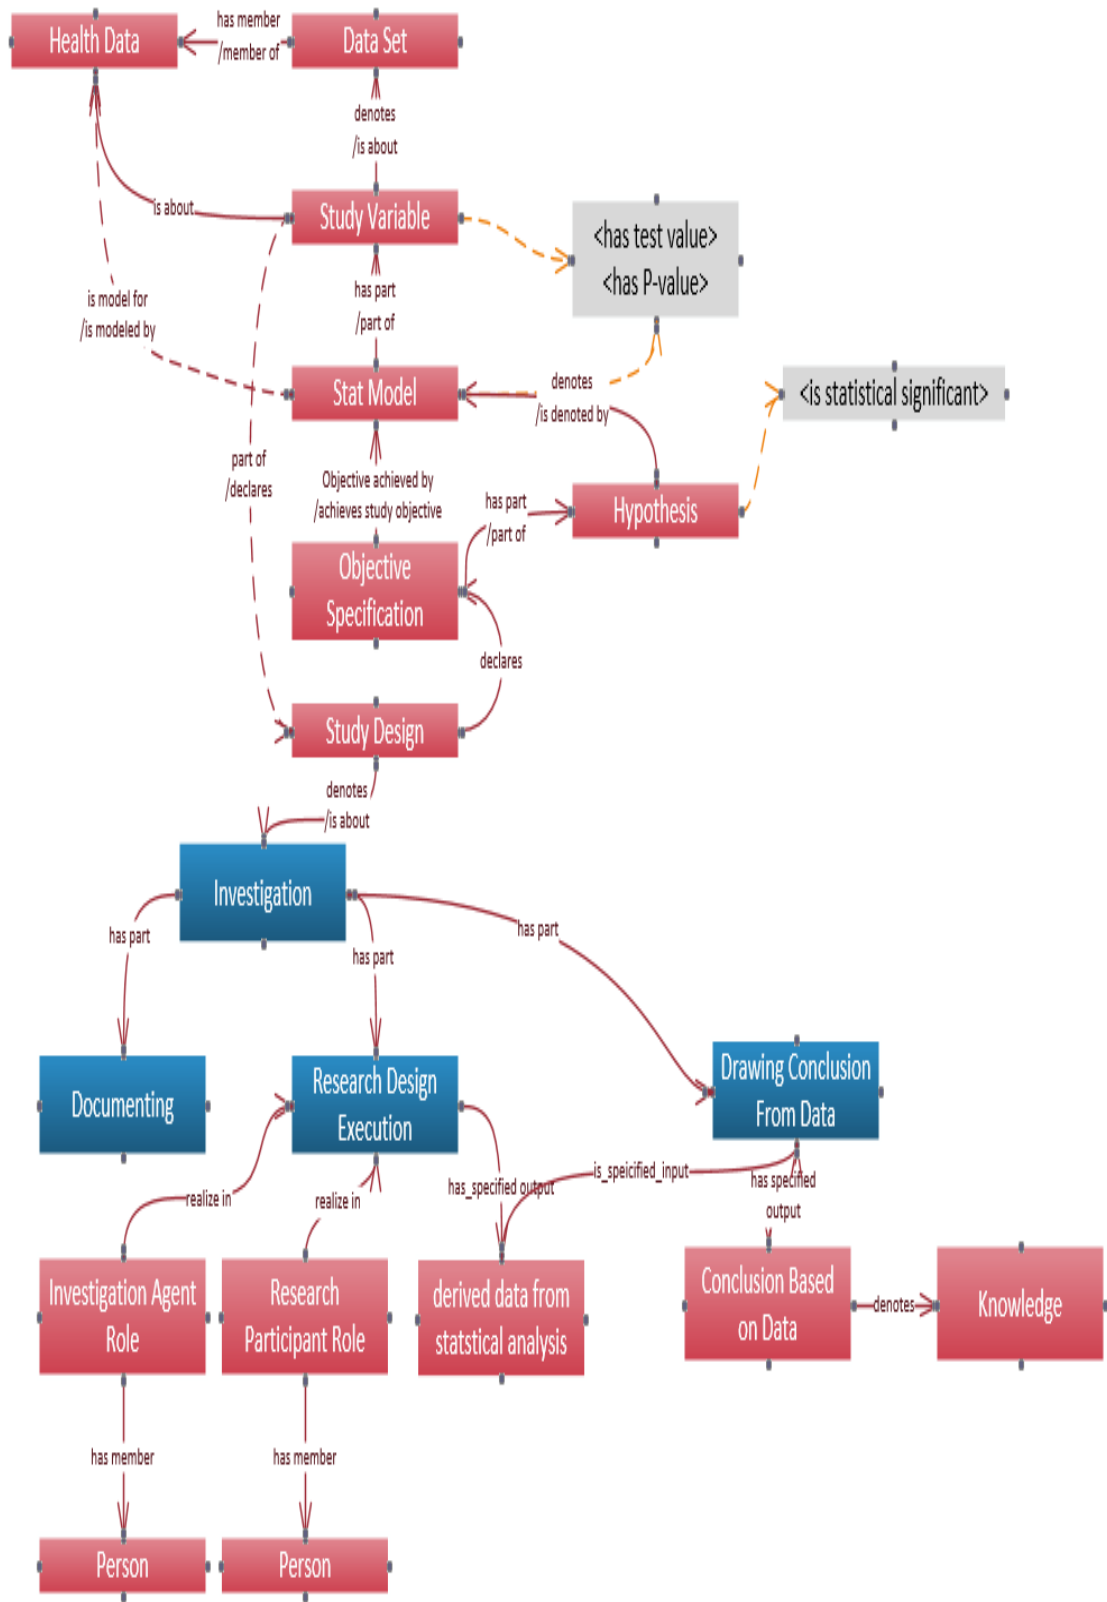 Health Data
has member
/member of
Data Set
denotes
/is about
is about
Study Variable
<has test value>
<has P-value>
is model for
/is modeled by
has part
/part of
Stat Model
denotes
/is denoted by
<is statistical significant>
part of
/declares
Objective achieved by
/achieves study objective
has part
/part of
Hypothesis
Objective
Specification
declares
Study Design
denotes
/is about
Investigation
has part
has part
has part
Documenting
Research Design
Execution
Drawing Conclusion
From Data
realize in
realize in
has_specified output
is_speicified_input
has specified
output
Investigation Agent
Role
Research
Participant Role
derived data from
statstical analysis
Conclusion Based
on Data
denotes
Knowledge
has member
has member
Person
Person